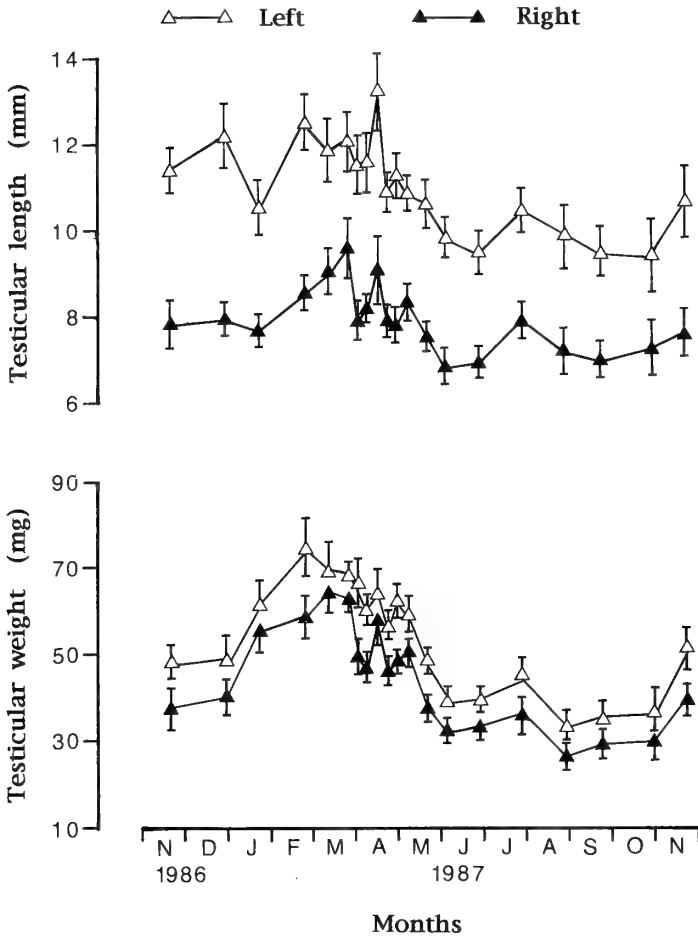 Left Right
14
12
10
8
6
Testicular length (mm)
90
70
50
30
10
Testicular weight (mg)
N D J F M A M J J A S O N
1986 1987
Months